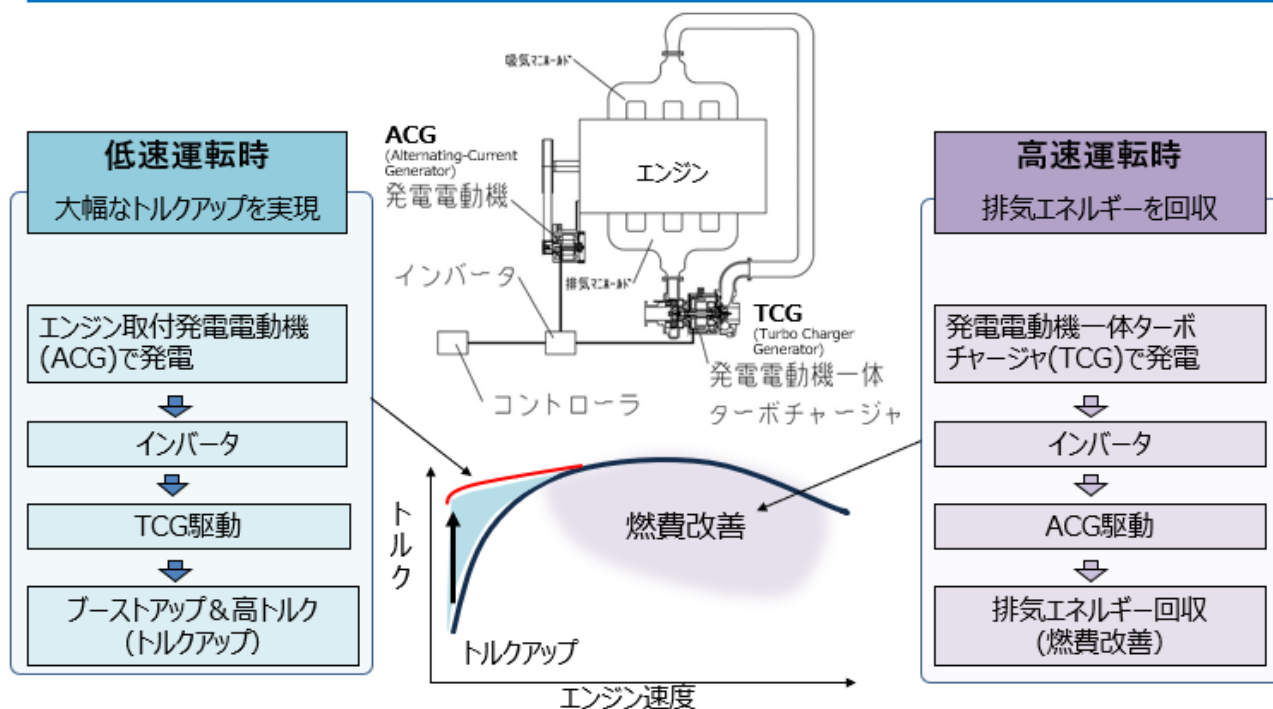 低速運転時
大幅なトルクアップを実現
エンジン取付発電電動機
(ACG)で発電
インバータ
TCG駆動
ブーストアップ&高トルク
(トルクアップ)
吸気マニホールド
ACG
(Alternating-Current
Generator)
発電電動機
エンジン
インバータ
排気マニホールド
TCG
(Turbo Charger
Generator)
発電電動機一体
ターボチャージャ
コントローラ
トルク
燃費改善
トルクアップ
エンジン速度
高速運転時
排気エネルギーを回収
発電電動機一体ターボ
チャージャ(TCG)で発電
インバータ
ACG駆動
排気エネルギー回収
(燃費改善)